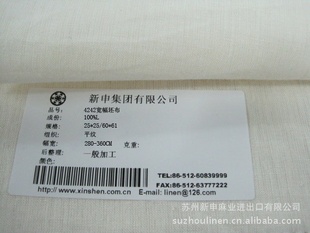 新申集团有限公司
品号: 4242宽幅坯布
成份: 100%L
规格: 25*25/60*61
组织: 平纹
幅宽: 280-360CM 克重:
后整理: 一般加工
颜色:
TEL:86-512-60839999
FAX:86-512-63777222
http://www.xinshen.com.cn E-mail:linen@126.com
苏州新申麻业进出口有限公司
suzhoulinen.1688.com